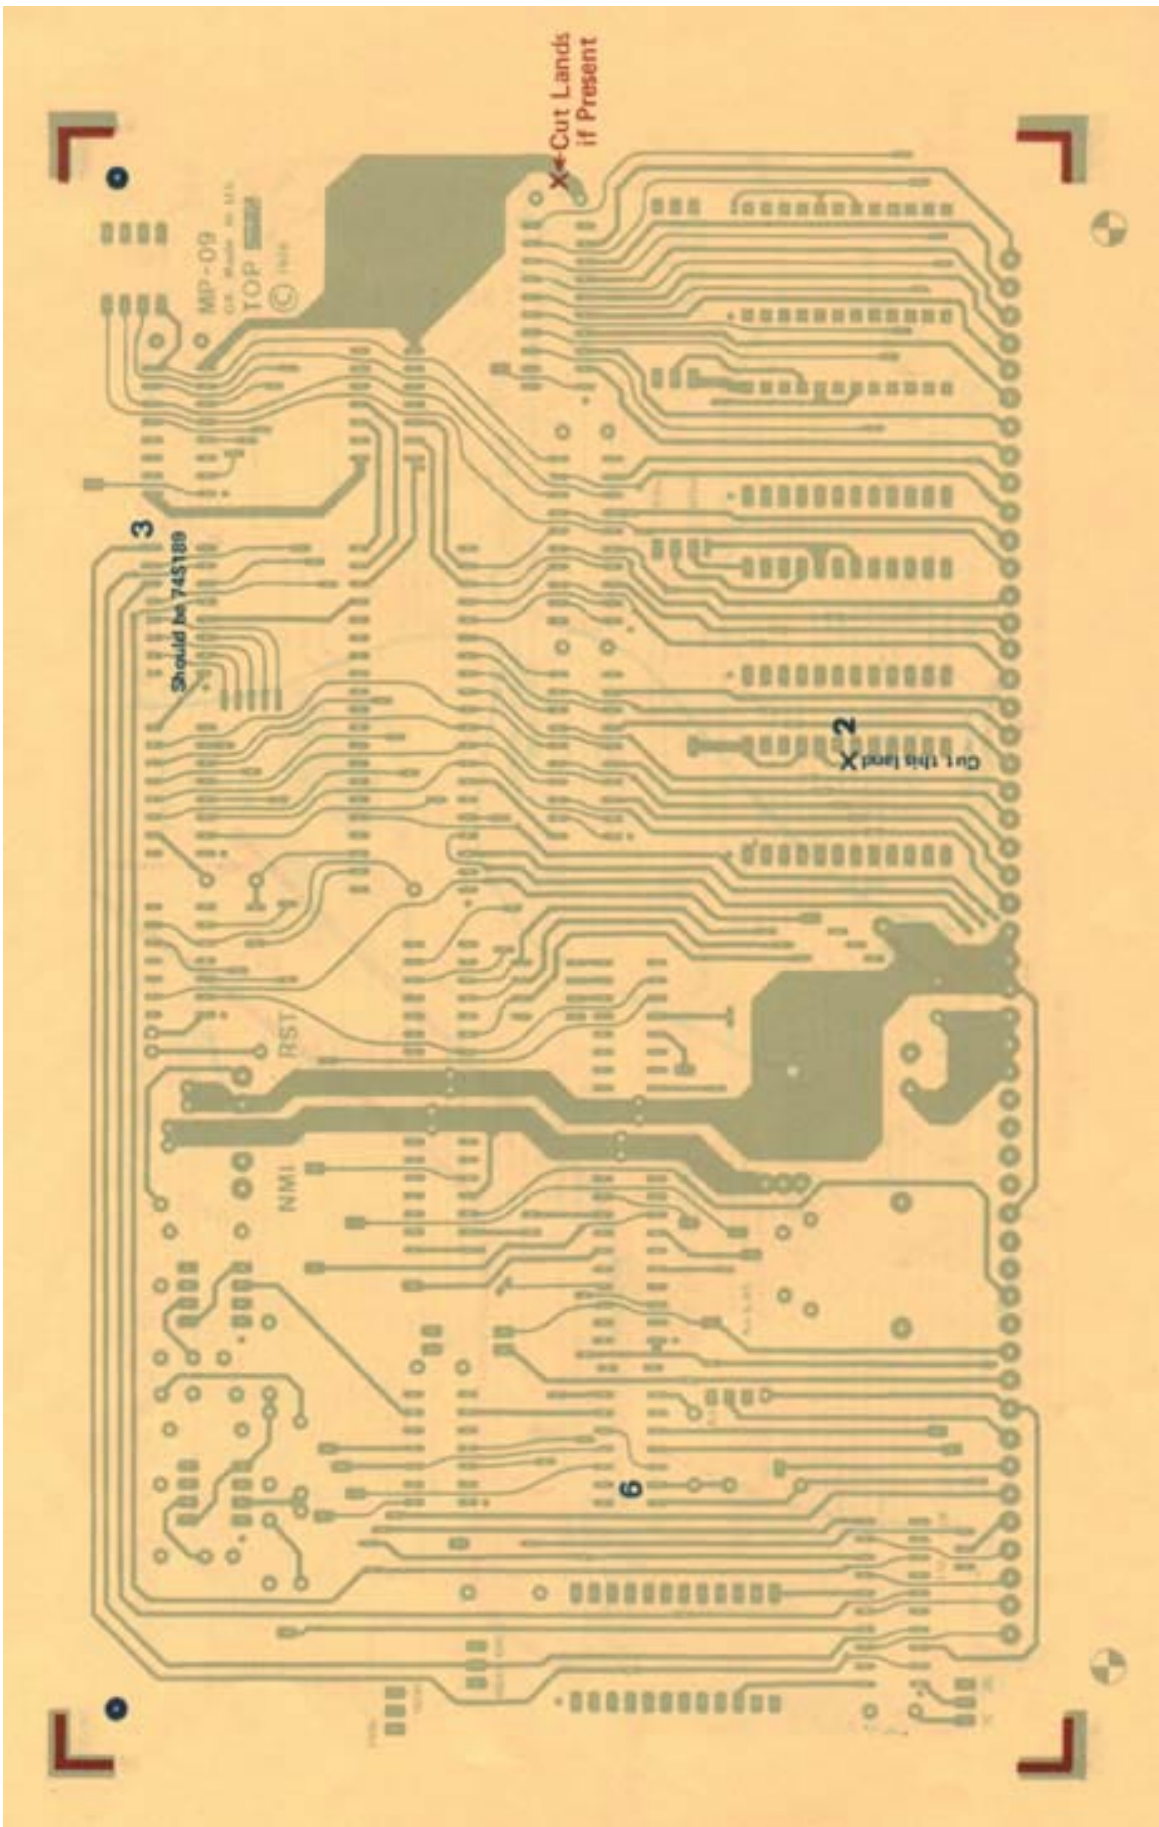 X←Cut Lands
if Present
MP-09
TOP
©
3
Should be 74S189
2
X
Cut this land
RST
NMI
6